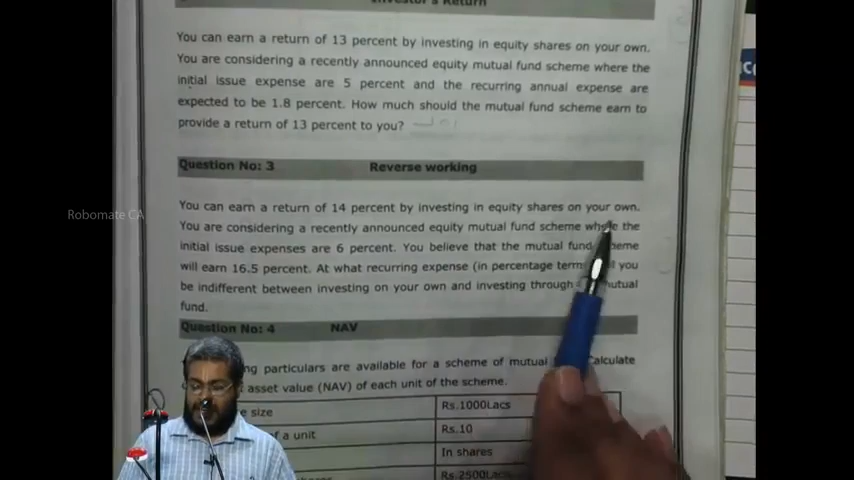 Investor's Return
You can earn a return of 13 percent by investing in equity shares on your own.
You are considering a recently announced equity mutual fund scheme where the
initial issue expense are 5 percent and the recurring annual expense are
expected to be 1.8 percent. How much should the mutual fund scheme earn to
provide a return of 13 percent to you?
Question No: 3 Reverse working
You can earn a return of 14 percent by investing in equity shares on your own.
Robomate CA
You are considering a recently announced equity mutual fund scheme where the
initial issue expenses are 6 percent. You believe that the mutual fund
will earn 16.5 percent. At what recurring expense (in percentage you
be indifferent between investing on your own and investing through
fund.
Question No: 4 NAV
particulars are available for a scheme of mutual Calculate
asset value (NAV) of each unit of the scheme.
size Rs.1000Lacs
of a unit Rs.10
In shares
Rs.2500Lacs